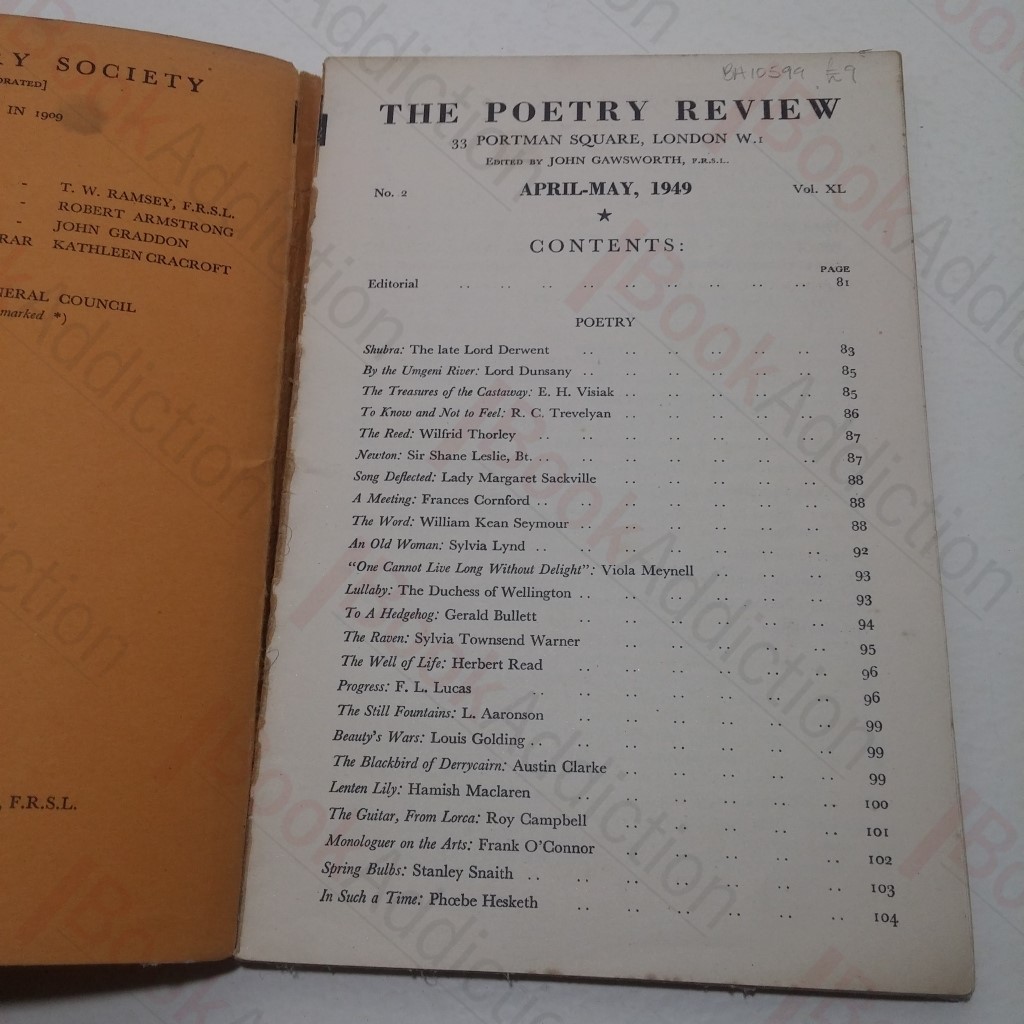 RY SOCIETY
ORATED]
IN 1909
- T. W. RAMSEY, F.R.S.L.
- ROBERT ARMSTRONG
- JOHN GRADDON
RAR KATHLEEN CRACROFT
NERAL COUNCIL
marked *)
, F.R.S.L.
BH10599 £9
THE POETRY REVIEW
33 PORTMAN SQUARE, LONDON W.1
EDITED BY JOHN GAWSWORTH, F.R.S.L.
No. 2 APRIL-MAY, 1949 Vol. XL
★
CONTENTS:
PAGE
Editorial .. .. .. .. .. .. .. .. .. 81
POETRY
Shubra: The late Lord Derwent .. .. .. .. .. .. 83
By the Umgeni River: Lord Dunsany .. .. .. .. .. .. 85
The Treasures of the Castaway: E. H. Visiak .. .. .. .. .. 85
To Know and Not to Feel: R. C. Trevelyan .. .. .. .. .. 86
The Reed: Wilfrid Thorley .. .. .. .. .. .. .. 87
Newton: Sir Shane Leslie, Bt. .. .. .. .. .. .. .. 87
Song Deflected: Lady Margaret Sackville .. .. .. .. .. 88
A Meeting: Frances Cornford .. .. .. .. .. .. .. 88
The Word: William Kean Seymour .. .. .. .. .. .. 88
An Old Woman: Sylvia Lynd .. .. .. .. .. .. .. 92
"One Cannot Live Long Without Delight": Viola Meynell .. .. .. 93
Lullaby: The Duchess of Wellington .. .. .. .. .. .. 93
To A Hedgehog: Gerald Bullett .. .. .. .. .. .. 94
The Raven: Sylvia Townsend Warner .. .. .. .. .. 95
The Well of Life: Herbert Read .. .. .. .. .. .. 96
Progress: F. L. Lucas .. .. .. .. .. .. .. 96
The Still Fountains: L. Aaronson .. .. .. .. .. .. 99
Beauty's Wars: Louis Golding .. .. .. .. .. .. .. 99
The Blackbird of Derrycairn: Austin Clarke .. .. .. .. .. 99
Lenten Lily: Hamish Maclaren .. .. .. .. .. .. 100
The Guitar, From Lorca: Roy Campbell .. .. .. .. .. 101
Monologuer on the Arts: Frank O'Connor .. .. .. .. .. 102
Spring Bulbs: Stanley Snaith .. .. .. .. .. .. .. 103
In Such a Time: Phœbe Hesketh .. .. .. .. .. .. 104
BookAddiction